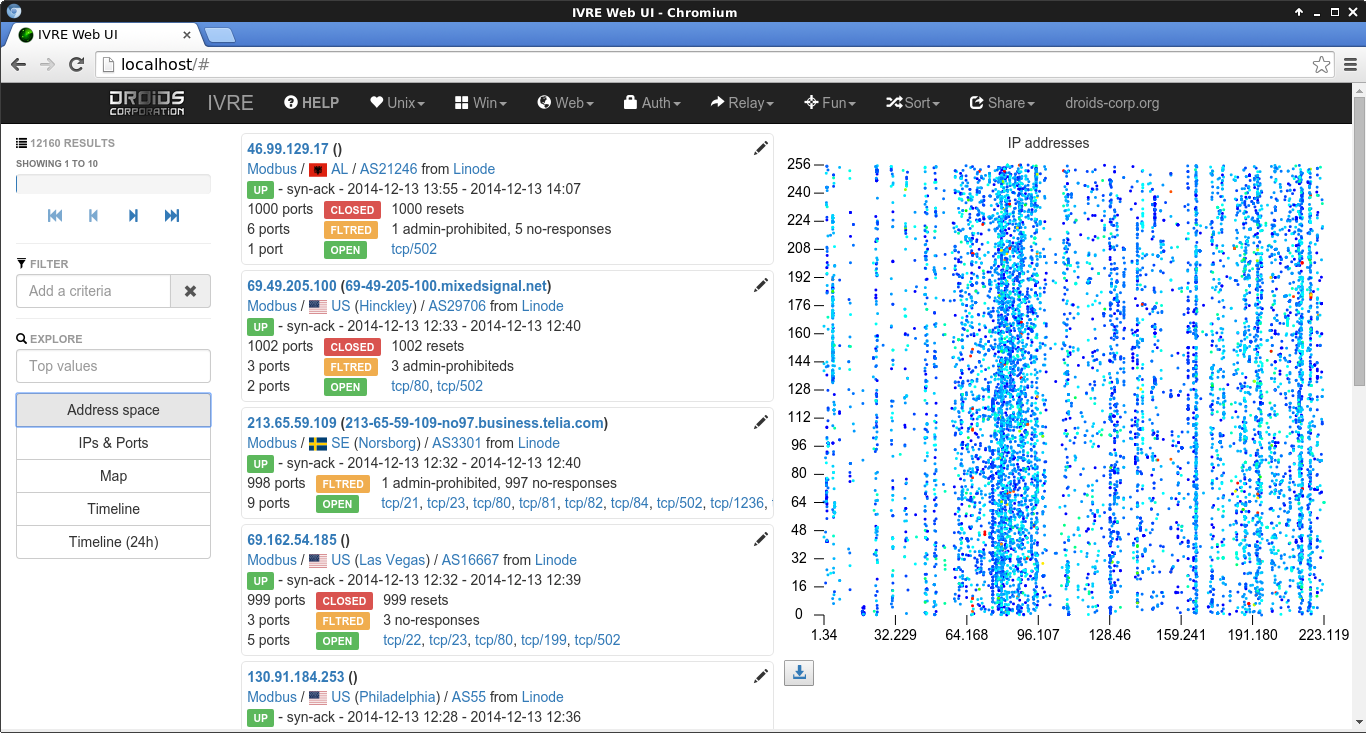 IVRE Web UI - Chromium
IVRE Web UI
localhost/#
DROIDS CORPORATION IVRE HELP Unix Win Web Auth Relay Fun Sort Share droids-corp.org
12160 RESULTS
SHOWING 1 TO 10
FILTER
Add a criteria
EXPLORE
Top values
Address space
IPs & Ports
Map
Timeline
Timeline (24h)
46.99.129.17 ()
Modbus / AL / AS21246 from Linode
UP - syn-ack - 2014-12-13 13:55 - 2014-12-13 14:07
1000 ports CLOSED 1000 resets
6 ports FLTRED 1 admin-prohibited, 5 no-responses
1 port OPEN tcp/502
69.49.205.100 (69-49-205-100.mixedsignal.net)
Modbus / US (Hinckley) / AS29706 from Linode
UP - syn-ack - 2014-12-13 12:33 - 2014-12-13 12:40
1002 ports CLOSED 1002 resets
3 ports FLTRED 3 admin-prohibiteds
2 ports OPEN tcp/80, tcp/502
213.65.59.109 (213-65-59-109-no97.business.telia.com)
Modbus / SE (Norsborg) / AS3301 from Linode
UP - syn-ack - 2014-12-13 12:32 - 2014-12-13 12:40
998 ports FLTRED 1 admin-prohibited, 997 no-responses
9 ports OPEN tcp/21, tcp/23, tcp/80, tcp/81, tcp/82, tcp/84, tcp/502, tcp/1236,
69.162.54.185 ()
Modbus / US (Las Vegas) / AS16667 from Linode
UP - syn-ack - 2014-12-13 12:32 - 2014-12-13 12:39
999 ports CLOSED 999 resets
3 ports FLTRED 3 no-responses
5 ports OPEN tcp/22, tcp/23, tcp/80, tcp/199, tcp/502
130.91.184.253 ()
Modbus / US (Philadelphia) / AS55 from Linode
UP - syn-ack - 2014-12-13 12:28 - 2014-12-13 12:36
IP addresses
256
240
224
208
192
176
160
144
128
112
96
80
64
48
32
16
0
1.34 32.229 64.168 96.107 128.46 159.241 191.180 223.119